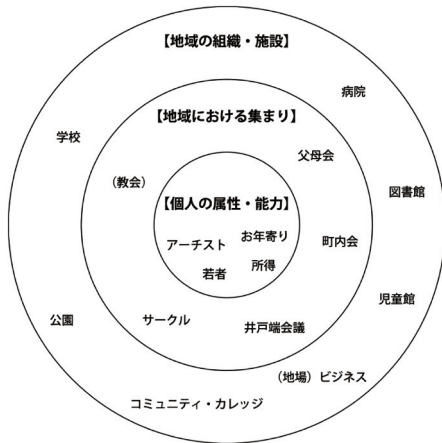 【地域の組織・施設】
病院
学校
【地域における集まり】
父母会
（教会）
図書館
【個人の属性・能力】
お年寄り
アーチスト
町内会
所得
若者
児童館
公園
サークル
井戸端会議
（地場）ビジネス
コミュニティ・カレッジ